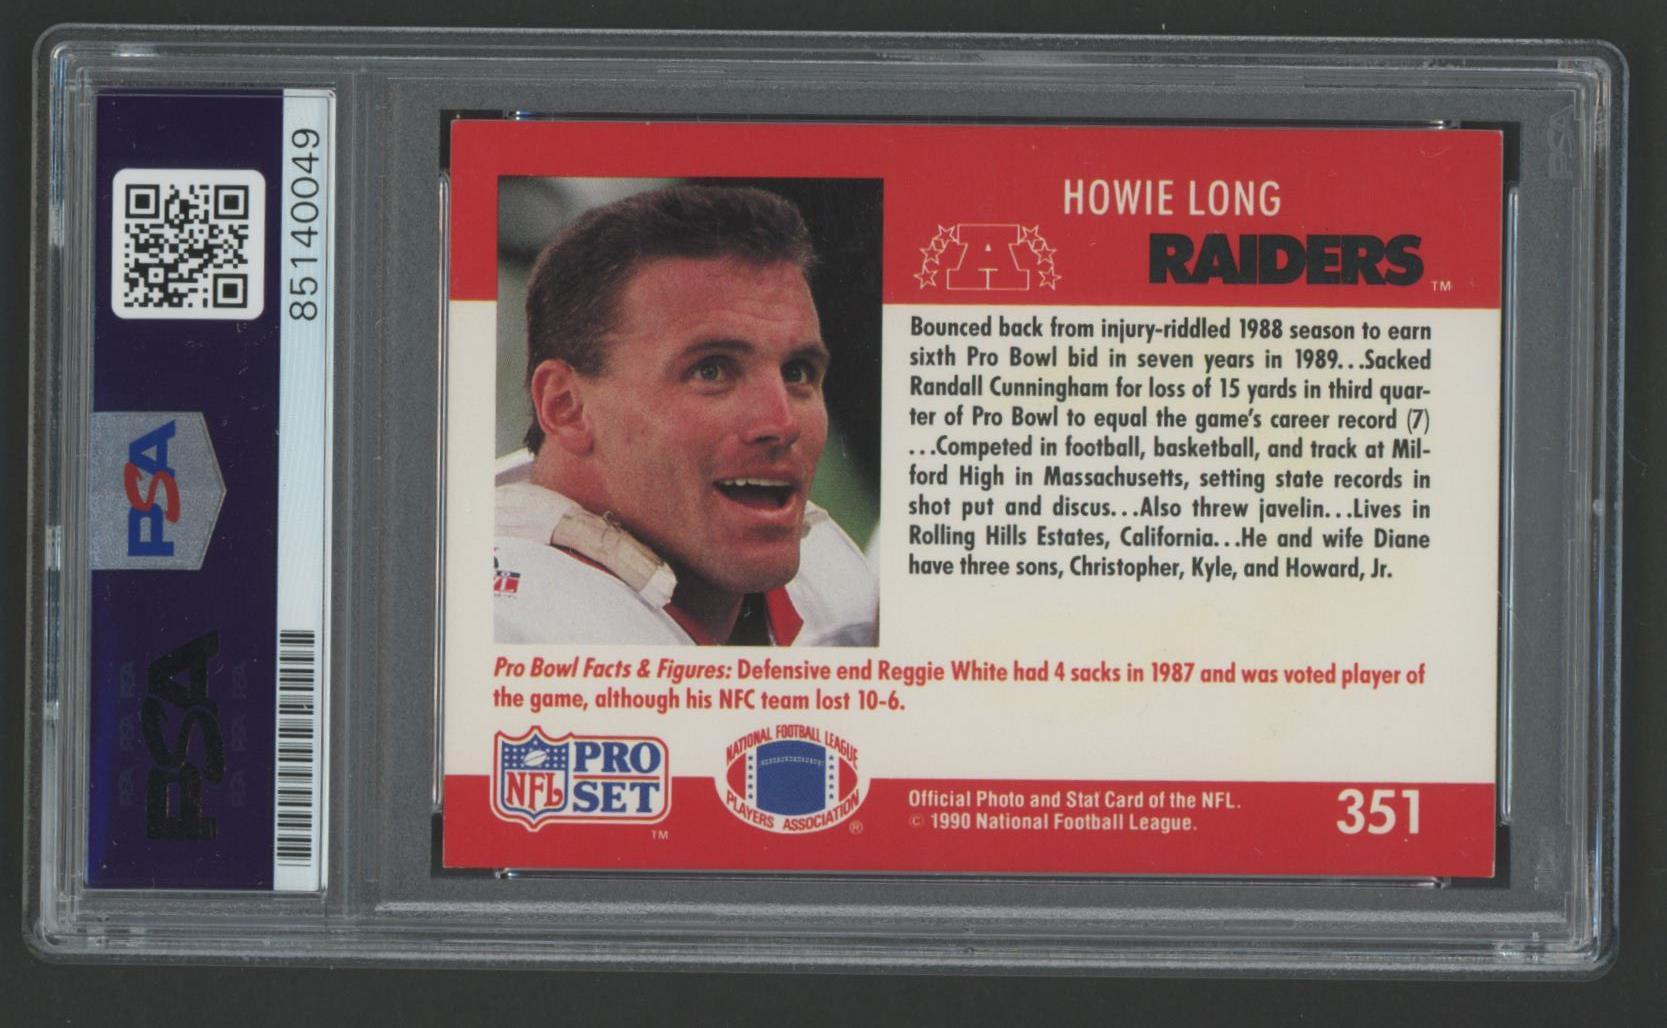 85140049
PSA
PSA
HOWIE LONG
A
RAIDERS TM
Bounced back from injury-riddled 1988 season to earn
sixth Pro Bowl bid in seven years in 1989...Sacked
Randall Cunningham for loss of 15 yards in third quar-
ter of Pro Bowl to equal the game's career record (7)
...Competed in football, basketball, and track at Mil-
ford High in Massachusetts, setting state records in
shot put and discus...Also threw javelin...Lives in
Rolling Hills Estates, California...He and wife Diane
have three sons, Christopher, Kyle, and Howard, Jr.
Pro Bowl Facts & Figures: Defensive end Reggie White had 4 sacks in 1987 and was voted player of
the game, although his NFC team lost 10-6.
NFL PRO SET TM
NATIONAL FOOTBALL LEAGUE
PLAYERS ASSOCIATION ®
Official Photo and Stat Card of the NFL.
© 1990 National Football League.
351
PSA